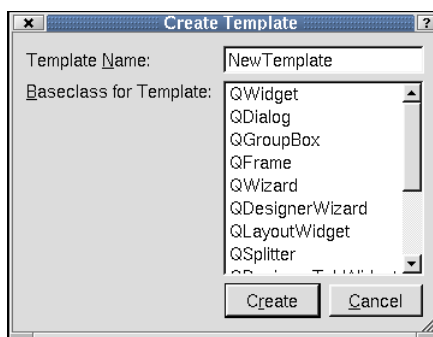 Create Template
?
Template Name:
NewTemplate
Baseclass for Template:
QWidget
QDialog
QGroupBox
QFrame
QWizard
QDesignerWizard
QLayoutWidget
QSplitter
Create
Cancel